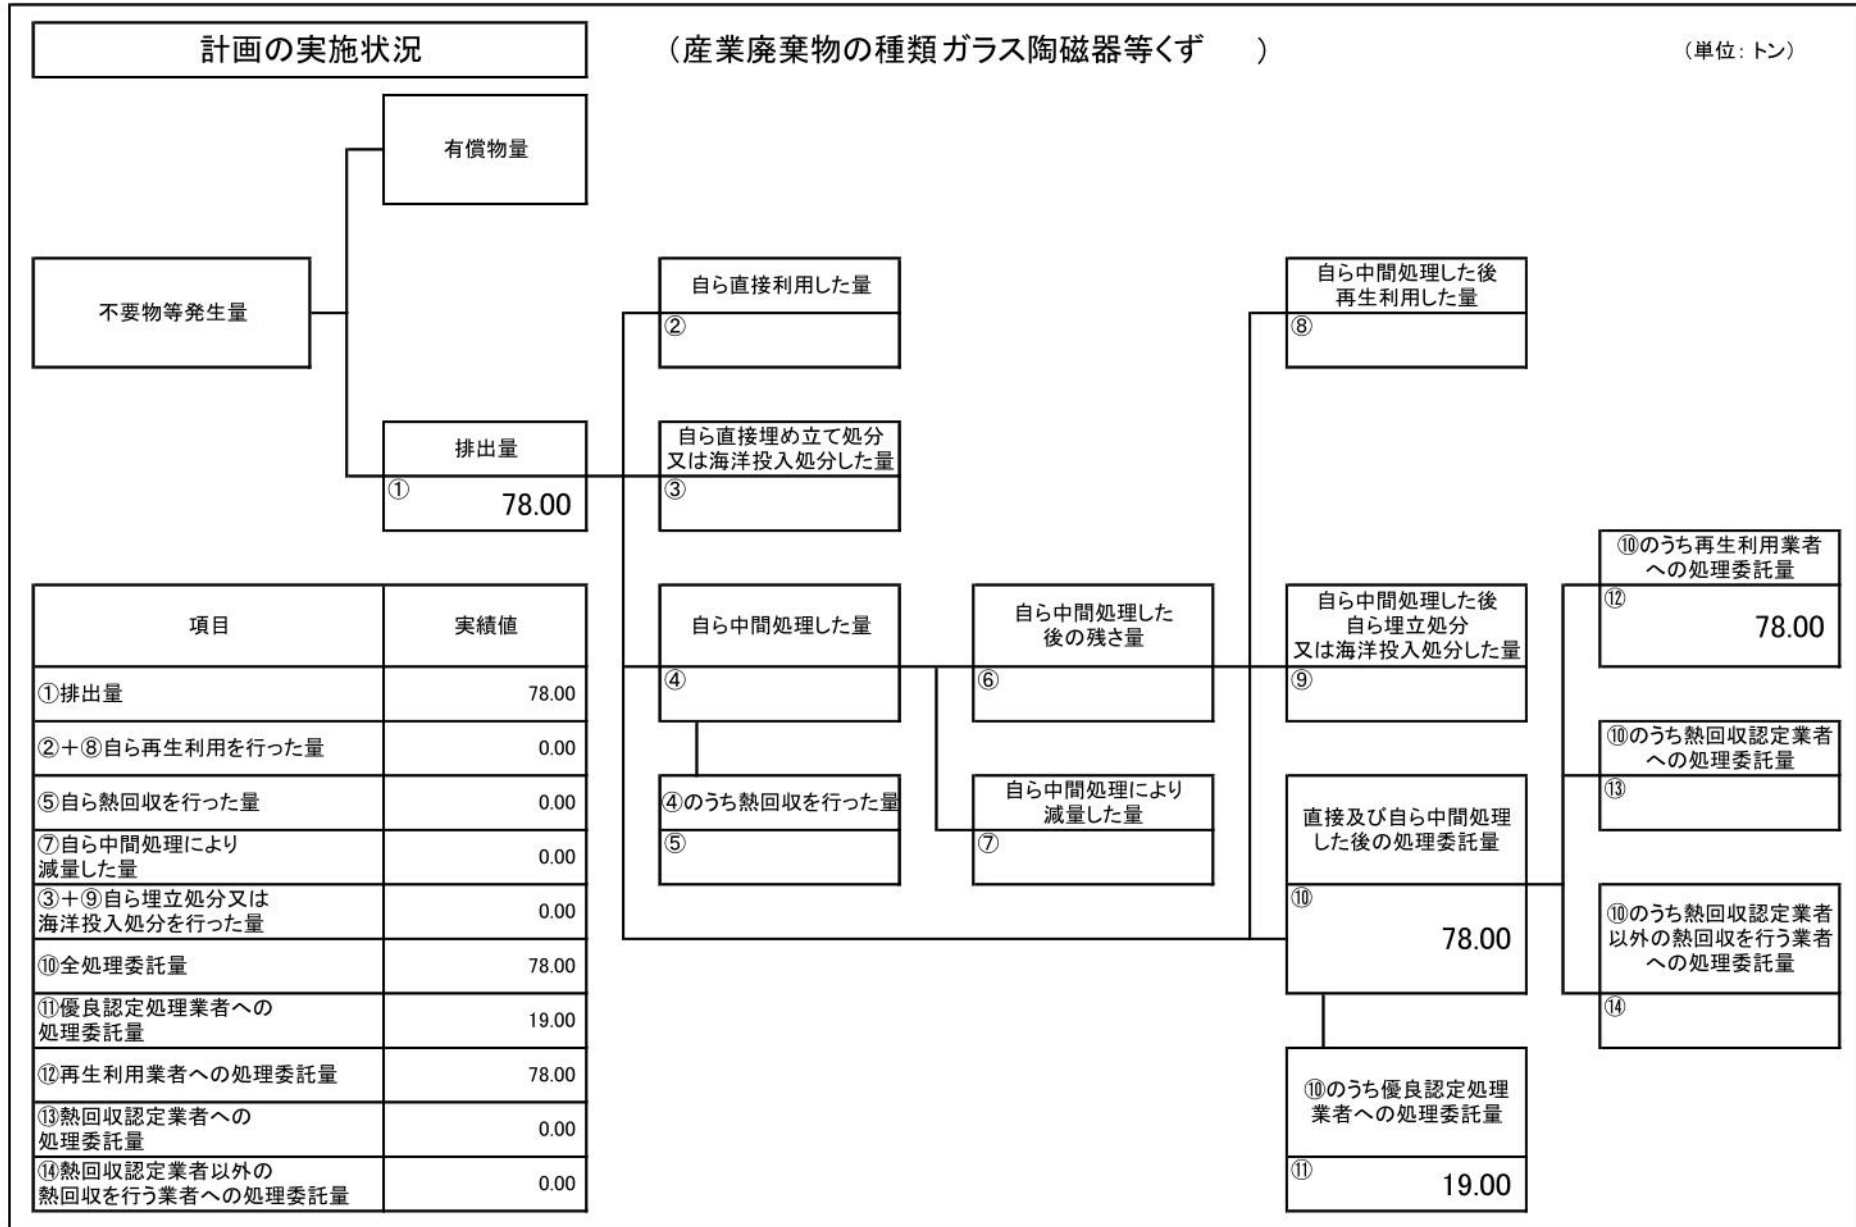 計画の実施状況
（産業廃棄物の種類ガラス陶磁器等くず　　）
（単位：トン）
有償物量
不要物等発生量
自ら直接利用した量
②
自ら中間処理した後
再生利用した量
⑧
排出量
① 78.00
自ら直接埋め立て処分
又は海洋投入処分した量
③
⑩のうち再生利用業者
への処理委託量
⑫
78.00
自ら中間処理した量
④
自ら中間処理した
後の残さ量
⑥
自ら中間処理した後
自ら埋立処分
又は海洋投入処分した量
⑨
⑩のうち熱回収認定業者
への処理委託量
⑬
④のうち熱回収を行った量
⑤
自ら中間処理により
減量した量
⑦
直接及び自ら中間処理
した後の処理委託量
⑩
78.00
⑩のうち熱回収認定業者
以外の熱回収を行う業者
への処理委託量
⑭
⑩のうち優良認定処理
業者への処理委託量
⑪ 19.00
項目 実績値
①排出量 78.00
②＋⑧自ら再生利用を行った量 0.00
⑤自ら熱回収を行った量 0.00
⑦自ら中間処理により
減量した量 0.00
③＋⑨自ら埋立処分又は
海洋投入処分を行った量 0.00
⑩全処理委託量 78.00
⑪優良認定処理業者への
処理委託量 19.00
⑫再生利用業者への処理委託量 78.00
⑬熱回収認定業者への
処理委託量 0.00
⑭熱回収認定業者以外の
熱回収を行う業者への処理委託量 0.00